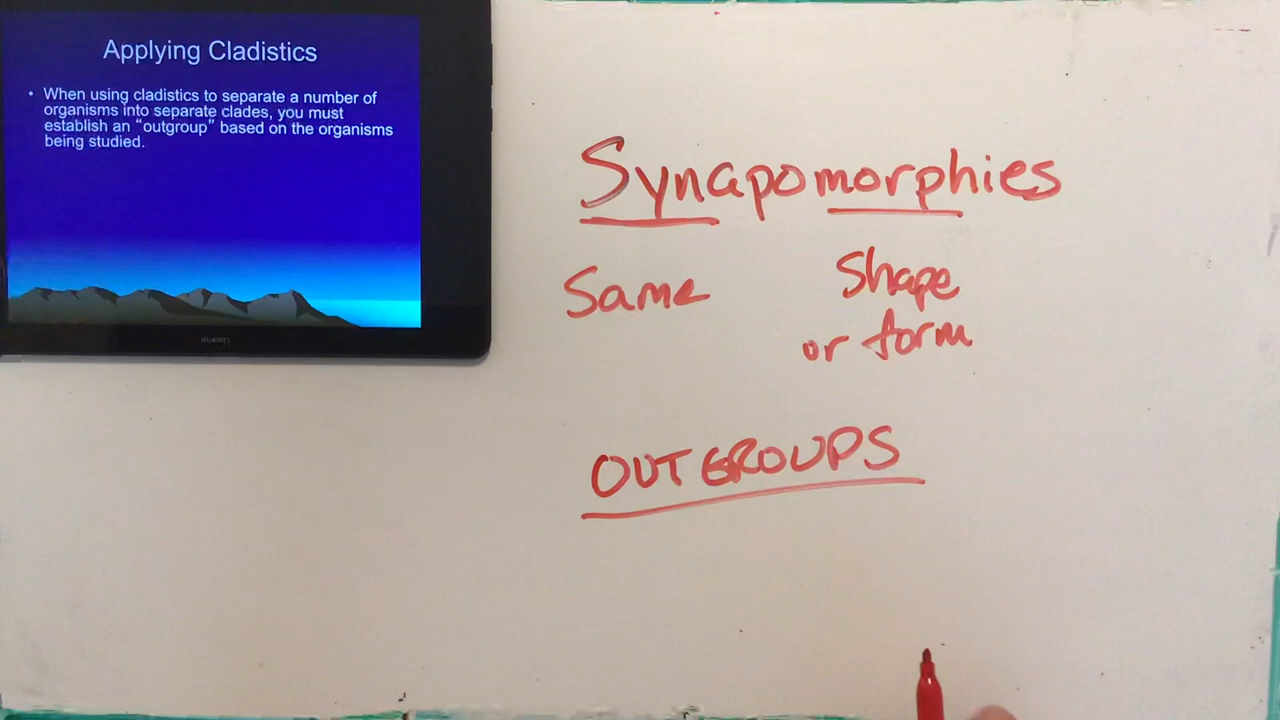 Applying Cladistics
• When using cladistics to separate a number of
organisms into separate clades, you must
establish an “outgroup” based on the organisms
being studied.
Synapomorphies
Same
Shape
or form
OUTGROUPS